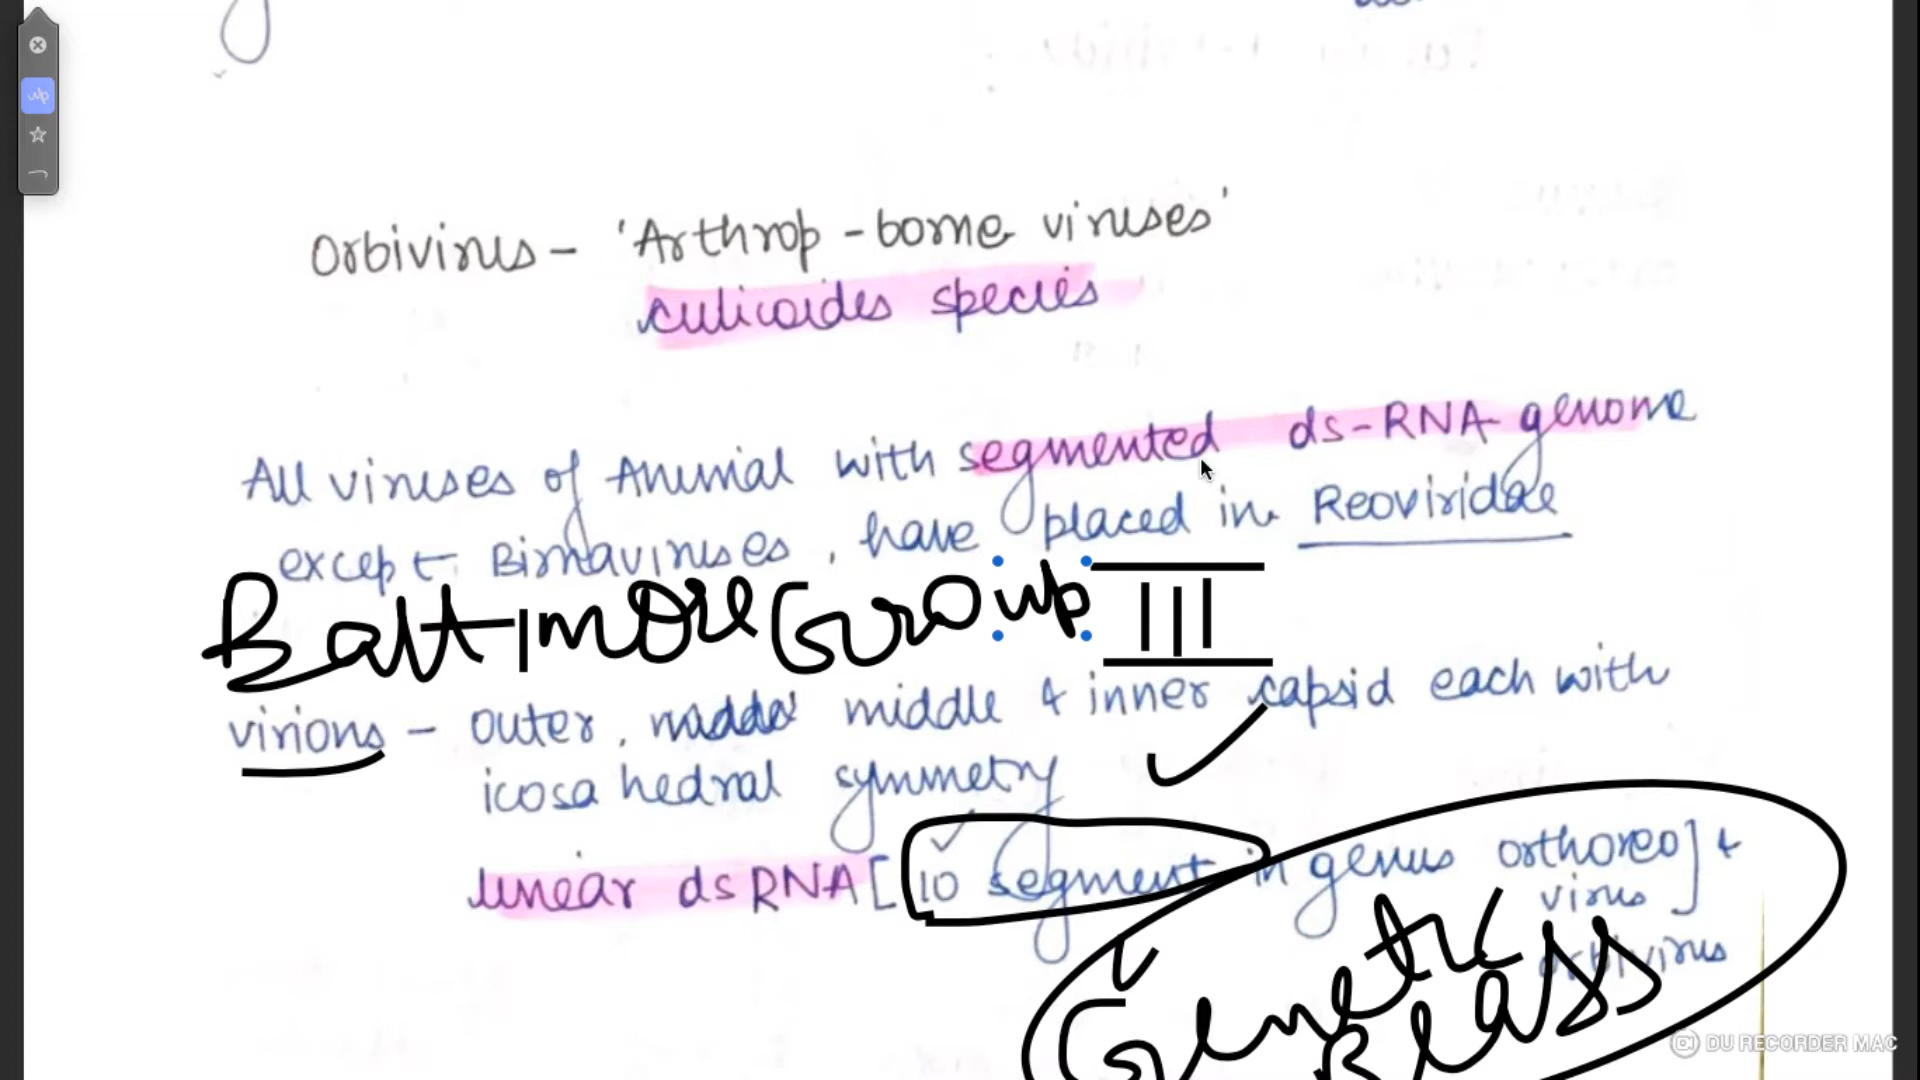 Orbivirus - 'Arthrop - borne viruses'
culicoides species
All viruses of Animal with segmented ds-RNA genome
except Birnaviruses, have placed in Reoviridae
Baltimore Group III
virions - outer, middle & inner capsid each with
icosahedral symmetry
linear dsRNA [10 segment in genus orthoreo] &
virus
orbivirus
Genetic
Reass
DU RECORDER MAC